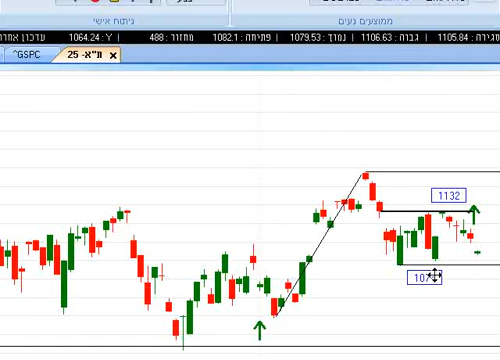 ממוצעים נעים
ניתוח אישי
סגירה : 1105.84 | גבוה : 1106.63 | נמוך : 1079.53 | פתיחה : 1082.1 | מחזור : 488 | Y : 1064.24 | עדכון אחרון
^GSPC
ת"א- 25
1132